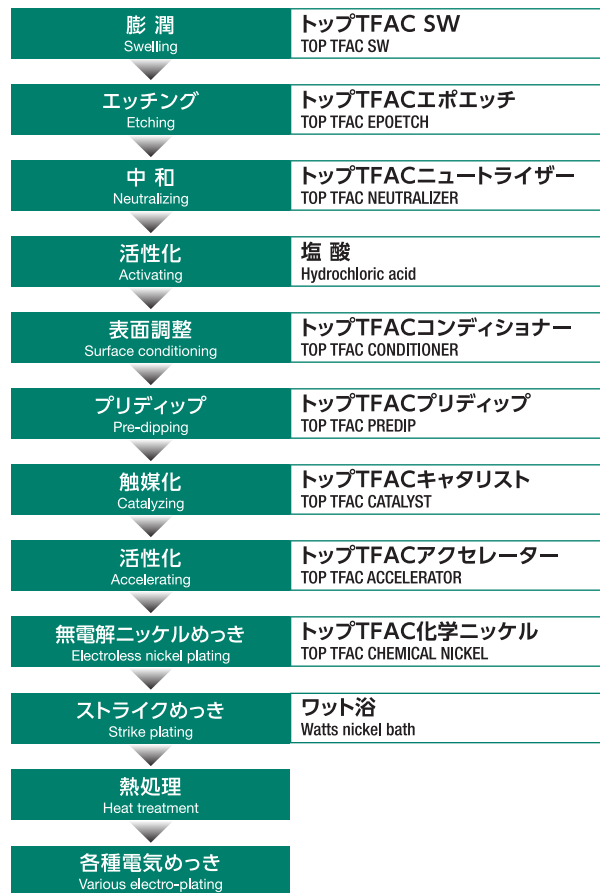 膨 潤
Swelling
トップTFAC SW
TOP TFAC SW
エッチング
Etching
トップTFACエポエッチ
TOP TFAC EPOETCH
中 和
Neutralizing
トップTFACニュートライザー
TOP TFAC NEUTRALIZER
活性化
Activating
塩 酸
Hydrochloric acid
表面調整
Surface conditioning
トップTFACコンディショナー
TOP TFAC CONDITIONER
プリディップ
Pre-dipping
トップTFACプリディップ
TOP TFAC PREDIP
触媒化
Catalyzing
トップTFACキャタリスト
TOP TFAC CATALYST
活性化
Accelerating
トップTFACアクセレーター
TOP TFAC ACCELERATOR
無電解ニッケルめっき
Electroless nickel plating
トップTFAC化学ニッケル
TOP TFAC CHEMICAL NICKEL
ストライクめっき
Strike plating
ワット浴
Watts nickel bath
熱処理
Heat treatment
各種電気めっき
Various electro-plating